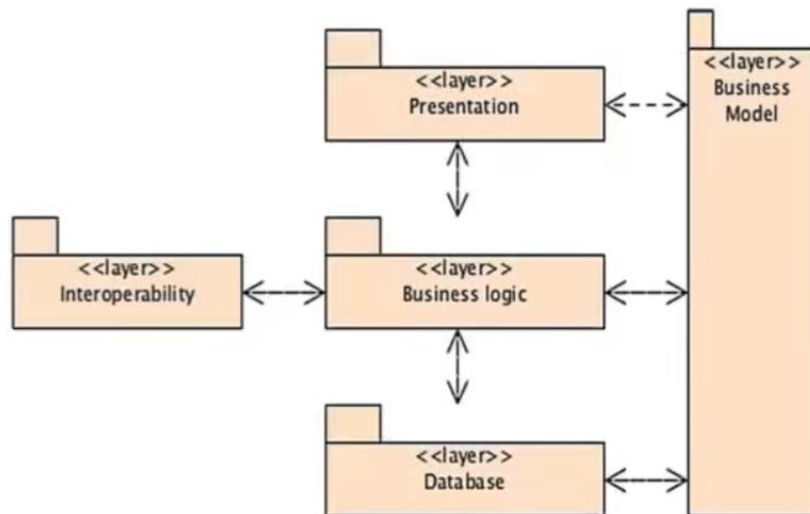 <<layer>>
Presentation
<<layer>>
Business
Model
<<layer>>
Interoperability
<<layer>>
Business logic
<<layer>>
Database